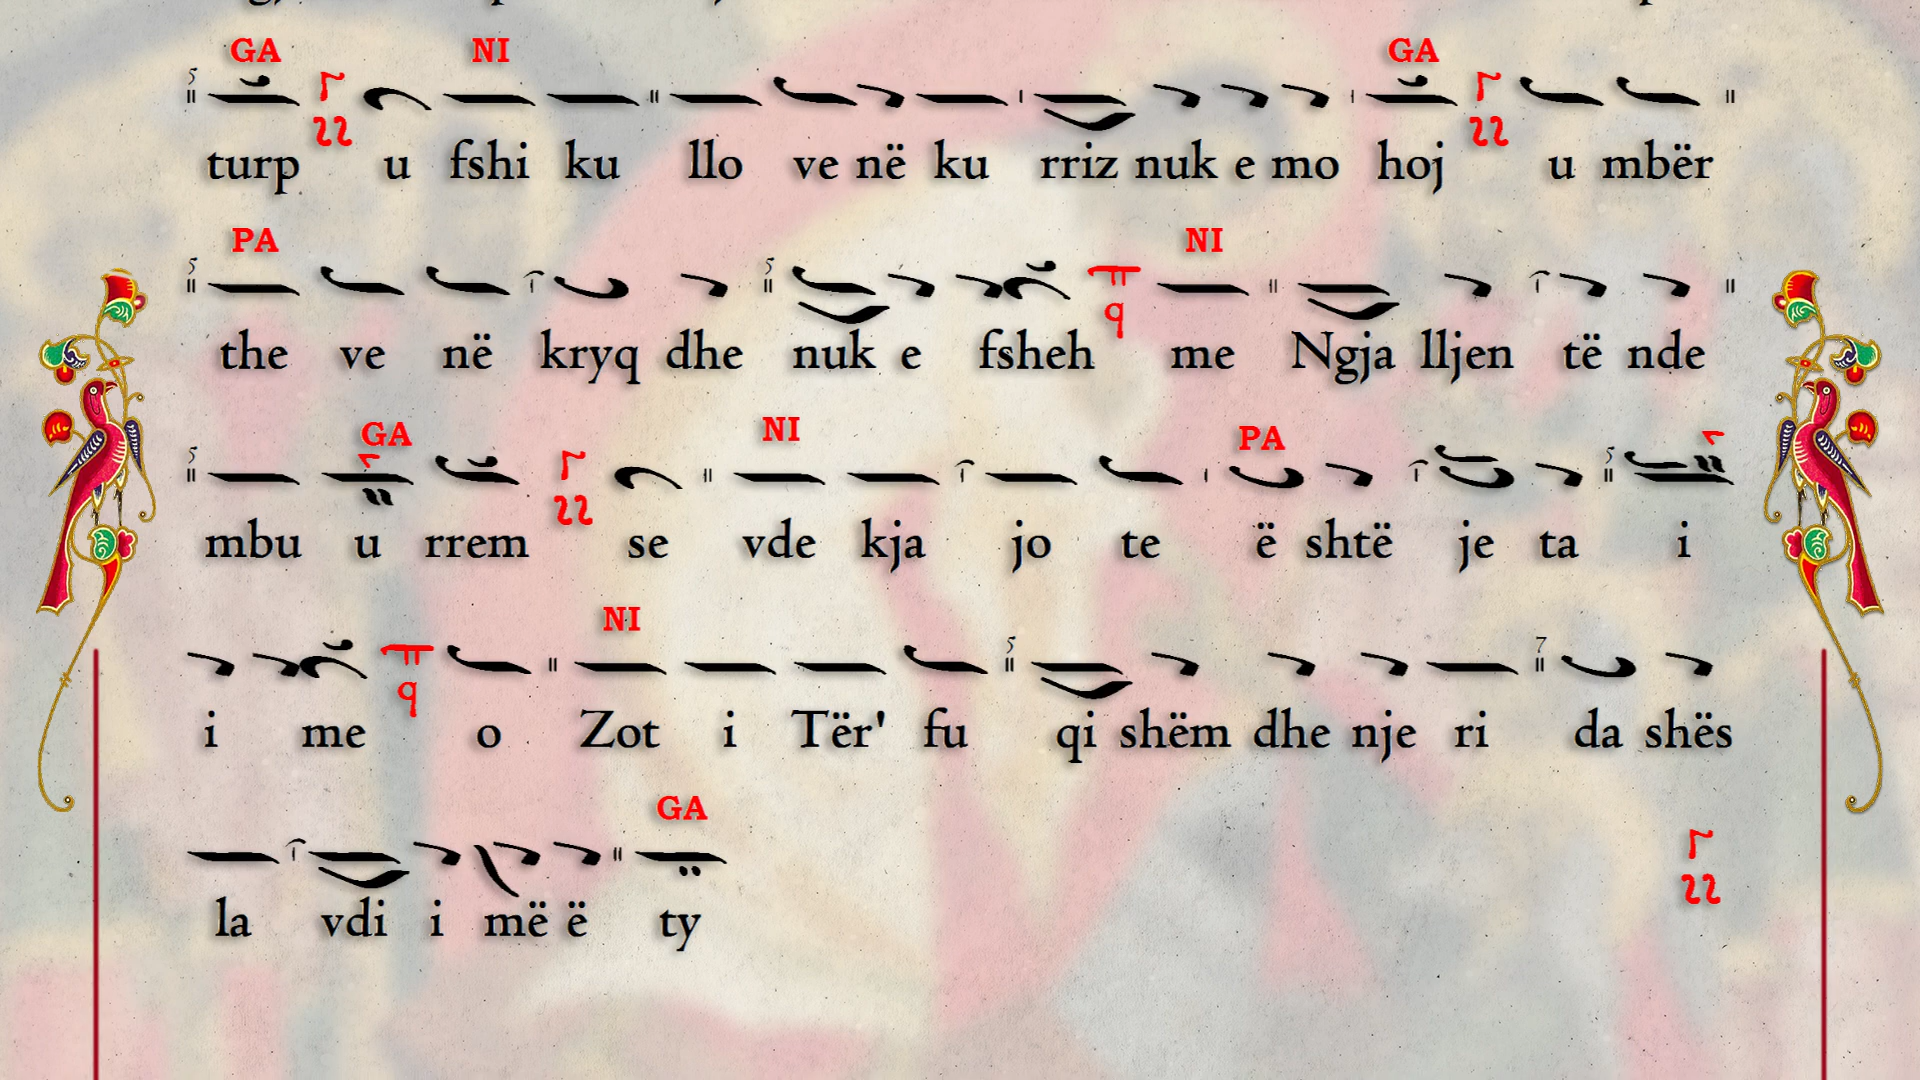 GA NI GA
turp u fshi ku llo ve në ku rriz nuk e mo hoj u mbër
PA NI
the ve në kryq dhe nuk e fsheh me Ngja lljen të nde
GA NI PA
mbu u rrem se vde kja jo te ë shtë je ta i
NI
i me o Zot i Tër' fu qi shëm dhe nje ri da shës
GA
la vdi i më ë ty